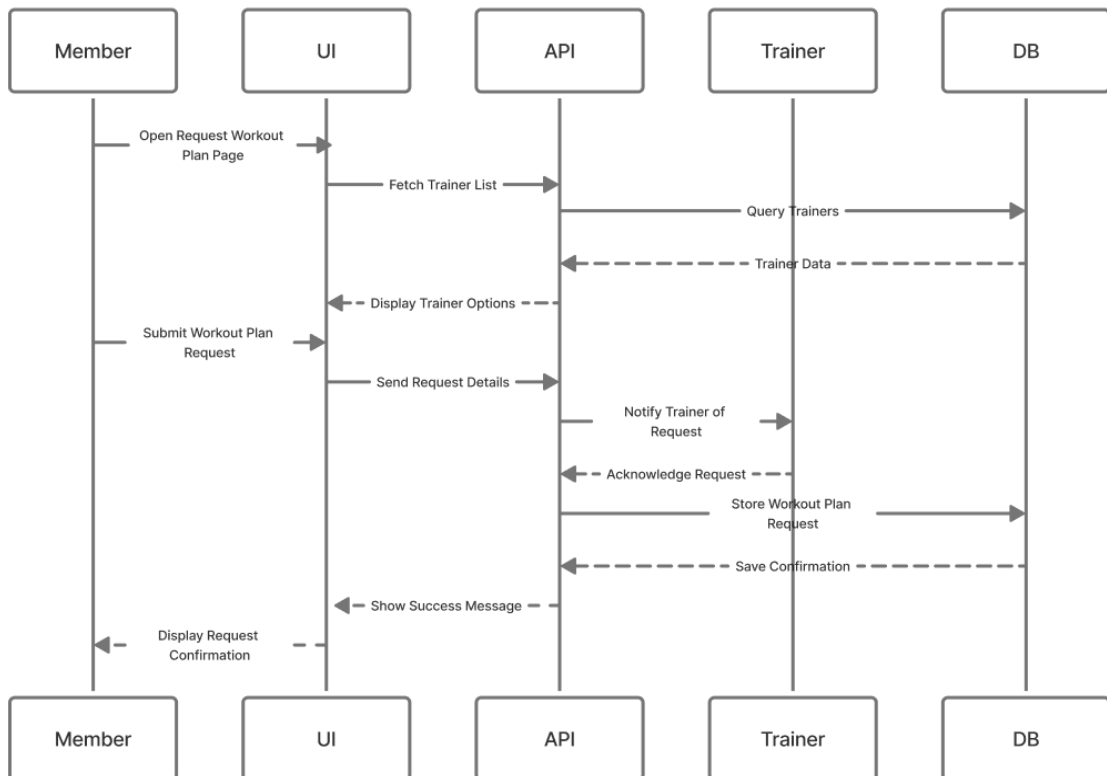 Member
UI
API
Trainer
DB
Open Request Workout
Plan Page
Fetch Trainer List
Query Trainers
Trainer Data
Display Trainer Options
Submit Workout Plan
Request
Send Request Details
Notify Trainer of
Request
Acknowledge Request
Store Workout Plan
Request
Save Confirmation
Show Success Message
Display Request
Confirmation
Member
UI
API
Trainer
DB